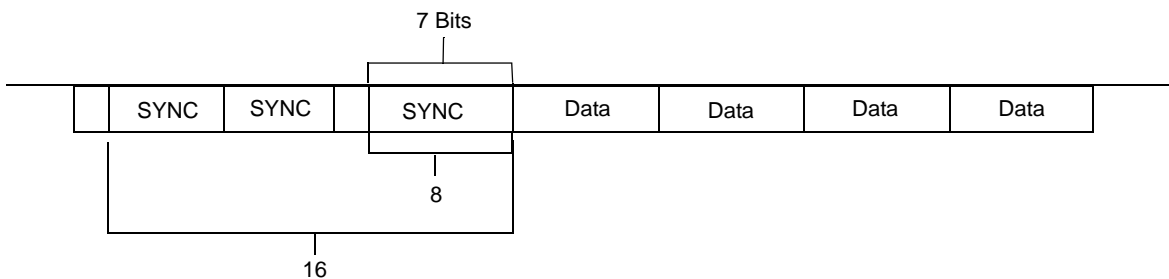 7 Bits
SYNC SYNC SYNC Data Data Data Data
8
16